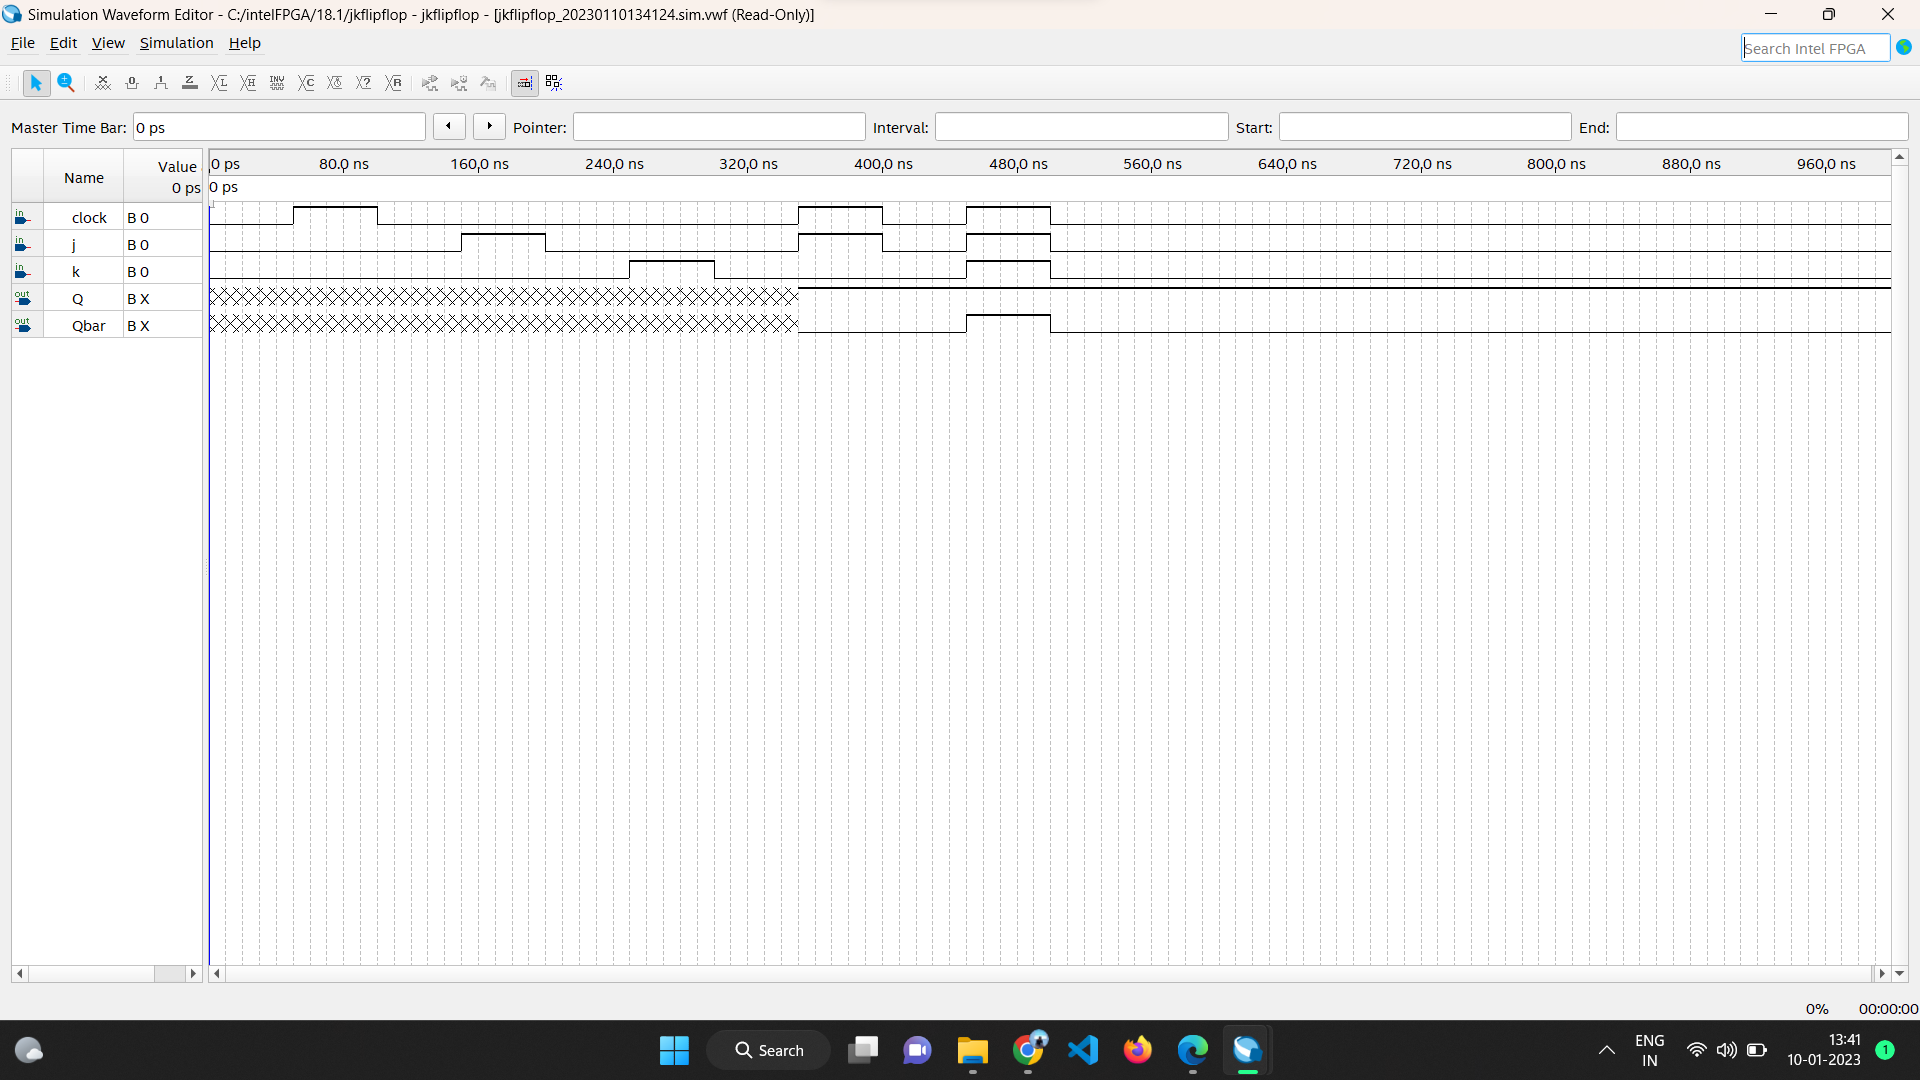 Simulation Waveform Editor - C:/intelFPGA/18.1/jkflipflop - jkflipflop - [jkflipflop_20230110134124.sim.vwf (Read-Only)]
File Edit View Simulation Help
Search Intel FPGA
Master Time Bar: 0 ps Pointer: Interval: Start: End:
Name Value 0 ps
0 ps 80.0 ns 160.0 ns 240.0 ns 320.0 ns 400.0 ns 480.0 ns 560.0 ns 640.0 ns 720.0 ns 800.0 ns 880.0 ns 960.0 ns
0 ps
in clock B 0
in j B 0
in k B 0
out Q B X
out Qbar B X
0% 00:00:00
Search
ENG
IN
13:41
10-01-2023
1